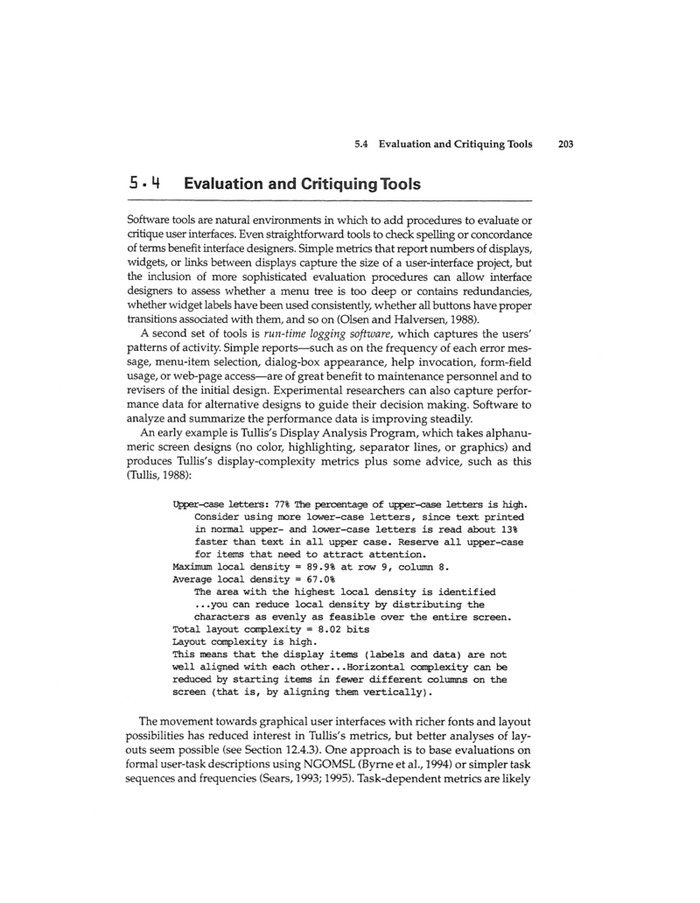 5.4 Evaluation and Critiquing Tools 203
5.4 Evaluation and Critiquing Tools
Software tools are natural environments in which to add procedures to evaluate or
critique user interfaces. Even straightforward tools to check spelling or concordance
of terms benefit interface designers. Simple metrics that report numbers of displays,
widgets, or links between displays capture the size of a user-interface project, but
the inclusion of more sophisticated evaluation procedures can allow interface
designers to assess whether a menu tree is too deep or contains redundancies,
whether widget labels have been used consistently, whether all buttons have proper
transitions associated with them, and so on (Olsen and Halversen, 1988).
A second set of tools is run-time logging software, which captures the users'
patterns of activity. Simple reports—such as on the frequency of each error mes-
sage, menu-item selection, dialog-box appearance, help invocation, form-field
usage, or web-page access—are of great benefit to maintenance personnel and to
revisers of the initial design. Experimental researchers can also capture perfor-
mance data for alternative designs to guide their decision making. Software to
analyze and summarize the performance data is improving steadily.
An early example is Tullis's Display Analysis Program, which takes alphanu-
meric screen designs (no color, highlighting, separator lines, or graphics) and
produces Tullis's display-complexity metrics plus some advice, such as this
(Tullis, 1988):
Upper-case letters: 77% The percentage of upper-case letters is high.
Consider using more lower-case letters, since text printed
in normal upper- and lower-case letters is read about 13%
faster than text in all upper case. Reserve all upper-case
for items that need to attract attention.
Maximum local density = 89.9% at row 9, column 8.
Average local density = 67.0%
The area with the highest local density is identified
...you can reduce local density by distributing the
characters as evenly as feasible over the entire screen.
Total layout complexity = 8.02 bits
Layout complexity is high.
This means that the display items (labels and data) are not
well aligned with each other...Horizontal complexity can be
reduced by starting items in fewer different columns on the
screen (that is, by aligning them vertically).
The movement towards graphical user interfaces with richer fonts and layout
possibilities has reduced interest in Tullis's metrics, but better analyses of lay-
outs seem possible (see Section 12.4.3). One approach is to base evaluations on
formal user-task descriptions using NGOMSL (Byrne et al., 1994) or simpler task
sequences and frequencies (Sears, 1993; 1995). Task-dependent metrics are likely